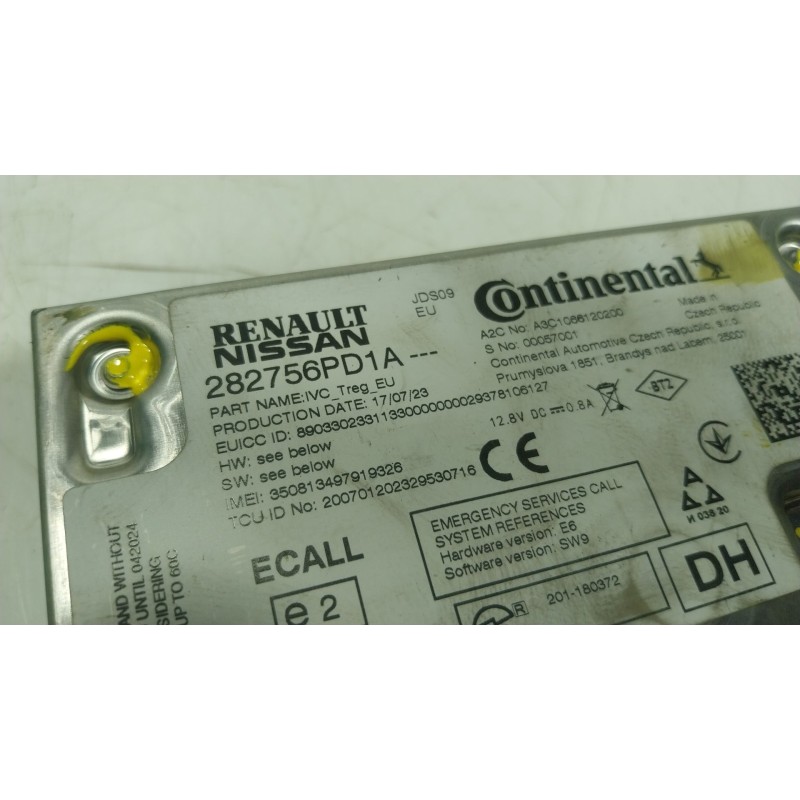 RENAULT
NISSAN
JDS09
EU
282756PD1A ---
PART NAME:IVC_Treg_EU
PRODUCTION DATE: 17/07/23
EUICC ID: 89033023311330000000029378106127
HW: see below
SW: see below
IMEI: 350813497919326
TCU ID No: 200701202329530716
Continental
A2C No: A3C1066120200
S No: 00057001
Made in
Czech Republic
Continental Automotive Czech Republic, s.r.o.
Prumyslova 1851, Brandys nad Labem, 25001
12.8V DC 0.8A
BTZ
CE
EMERGENCY SERVICES CALL
SYSTEM REFERENCES
Hardware version: E6
Software version: SW9
И 038 20
ECALL
e 2
R
201-180372
DH
AND WITHOUT
UNTIL 042024
SIDERING
UP TO 60C